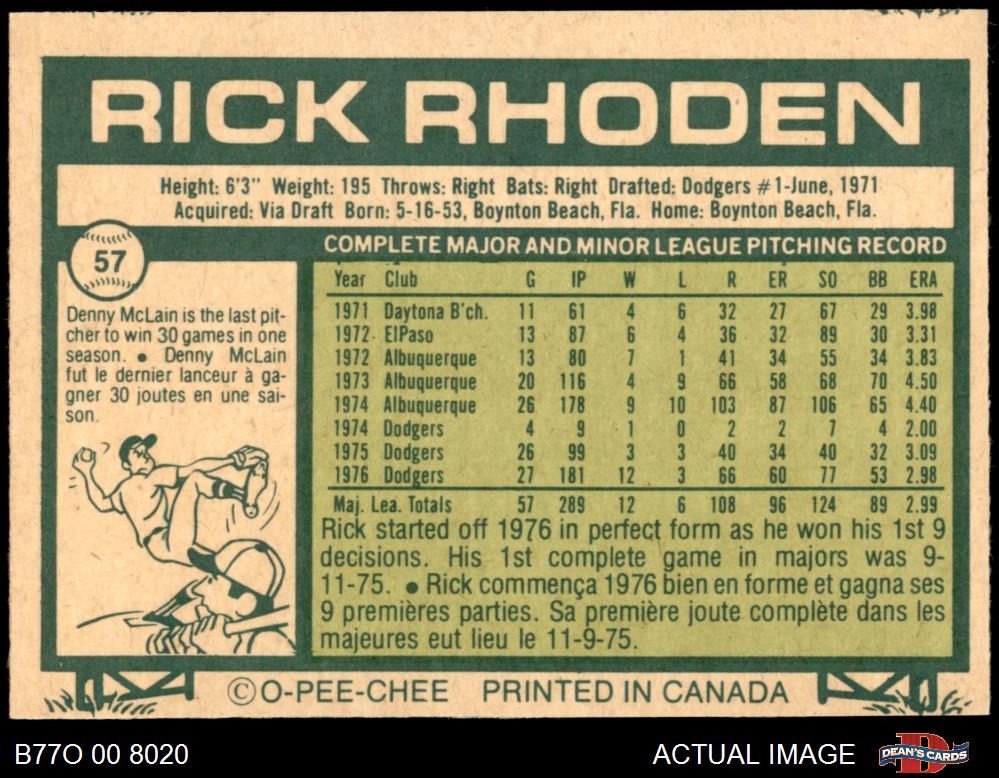 RICK RHODEN
Height: 6'3" Weight: 195 Throws: Right Bats: Right Drafted: Dodgers #1-June, 1971
Acquired: Via Draft Born: 5-16-53, Boynton Beach, Fla. Home: Boynton Beach, Fla.
57
Denny McLain is the last pit-
cher to win 30 games in one
season. ● Denny McLain
fut le dernier lanceur à ga-
gner 30 joutes en une sai-
son.
COMPLETE MAJOR AND MINOR LEAGUE PITCHING RECORD
Year Club G IP W L R ER SO BB ERA
1971 Daytona B'ch. 11 61 4 6 32 27 67 29 3.98
1972 ElPaso 13 87 6 4 36 32 89 30 3.31
1972 Albuquerque 13 80 7 1 41 34 55 34 3.83
1973 Albuquerque 20 116 4 9 66 58 68 70 4.50
1974 Albuquerque 26 178 9 10 103 87 106 65 4.40
1974 Dodgers 4 9 1 0 2 2 7 4 2.00
1975 Dodgers 26 99 3 3 40 34 40 32 3.09
1976 Dodgers 27 181 12 3 66 60 77 53 2.98
Maj. Lea. Totals 57 289 12 6 108 96 124 89 2.99
Rick started off 1976 in perfect form as he won his 1st 9
decisions. His 1st complete game in majors was 9-
11-75. ● Rick commença 1976 bien en forme et gagna ses
9 premières parties. Sa première joute complète dans les
majeures eut lieu le 11-9-75.
© O-PEE-CHEE PRINTED IN CANADA
B77O 00 8020
ACTUAL IMAGE
DEAN'S CARDS